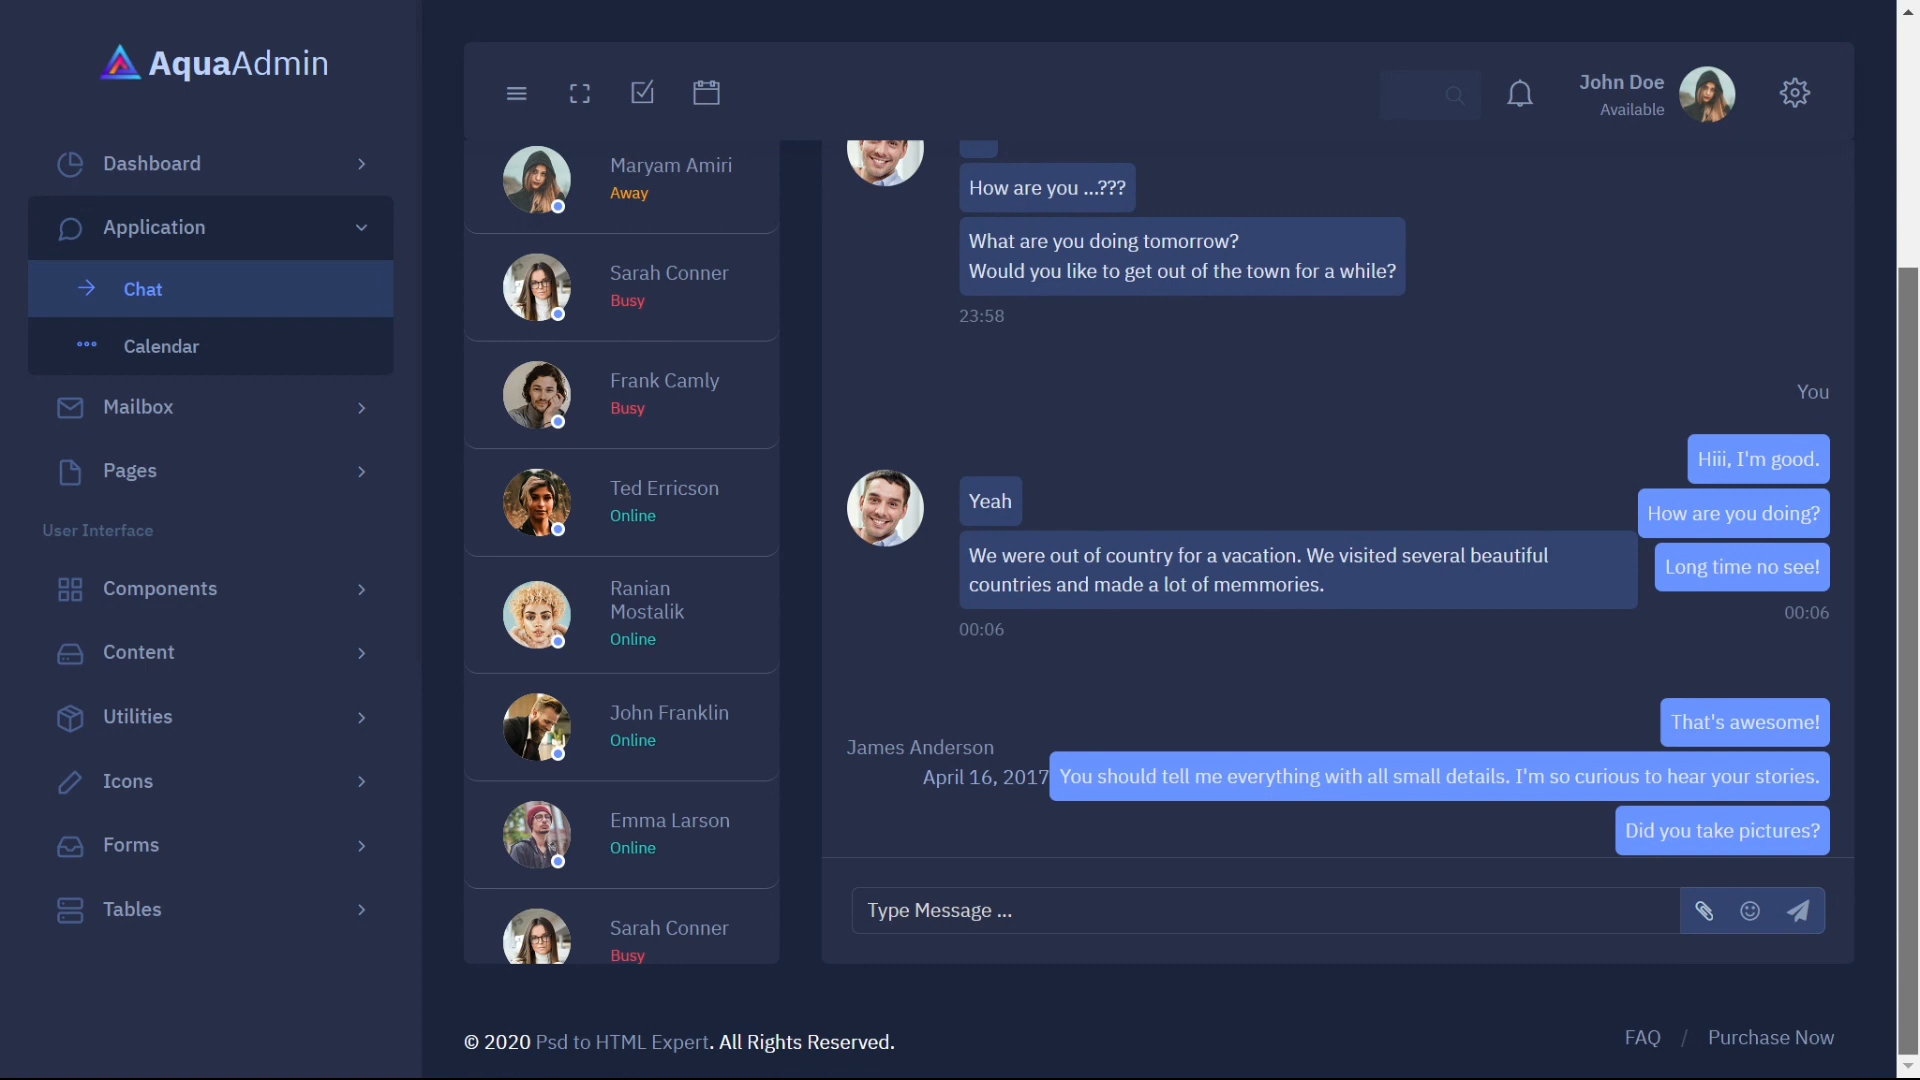 AquaAdmin
Dashboard
Application
Chat
Calendar
Mailbox
Pages
User Interface
Components
Content
Utilities
Icons
Forms
Tables
John Doe
Available
Maryam Amiri
Away
Sarah Conner
Busy
Frank Camly
Busy
Ted Erricson
Online
Ranian
Mostalik
Online
John Franklin
Online
Emma Larson
Online
Sarah Conner
Busy
How are you ...???
What are you doing tomorrow?
Would you like to get out of the town for a while?
23:58
You
Hiii, I'm good.
How are you doing?
Long time no see!
00:06
Yeah
We were out of country for a vacation. We visited several beautiful
countries and made a lot of memmories.
00:06
James Anderson
April 16, 2017
That's awesome!
You should tell me everything with all small details. I'm so curious to hear your stories.
Did you take pictures?
Type Message ...
© 2020 Psd to HTML Expert. All Rights Reserved.
FAQ / Purchase Now